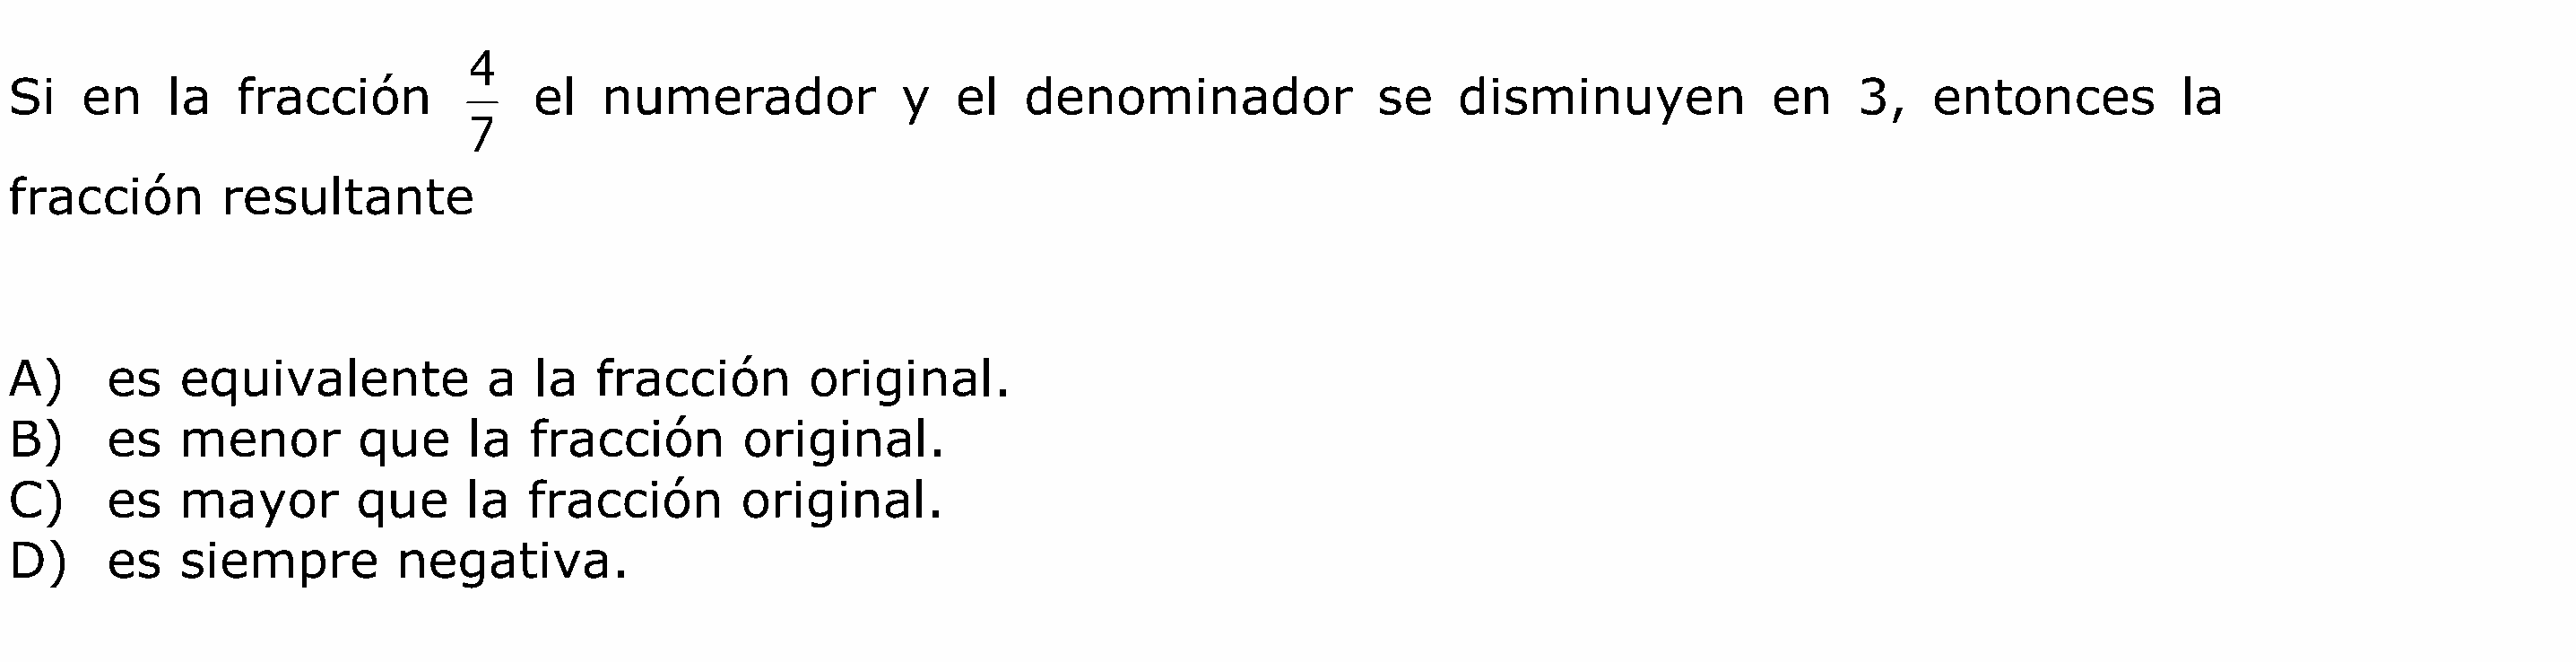 Si en la fracción 4/7 el numerador y el denominador se disminuyen en 3, entonces la
fracción resultante
A) es equivalente a la fracción original.
B) es menor que la fracción original.
C) es mayor que la fracción original.
D) es siempre negativa.